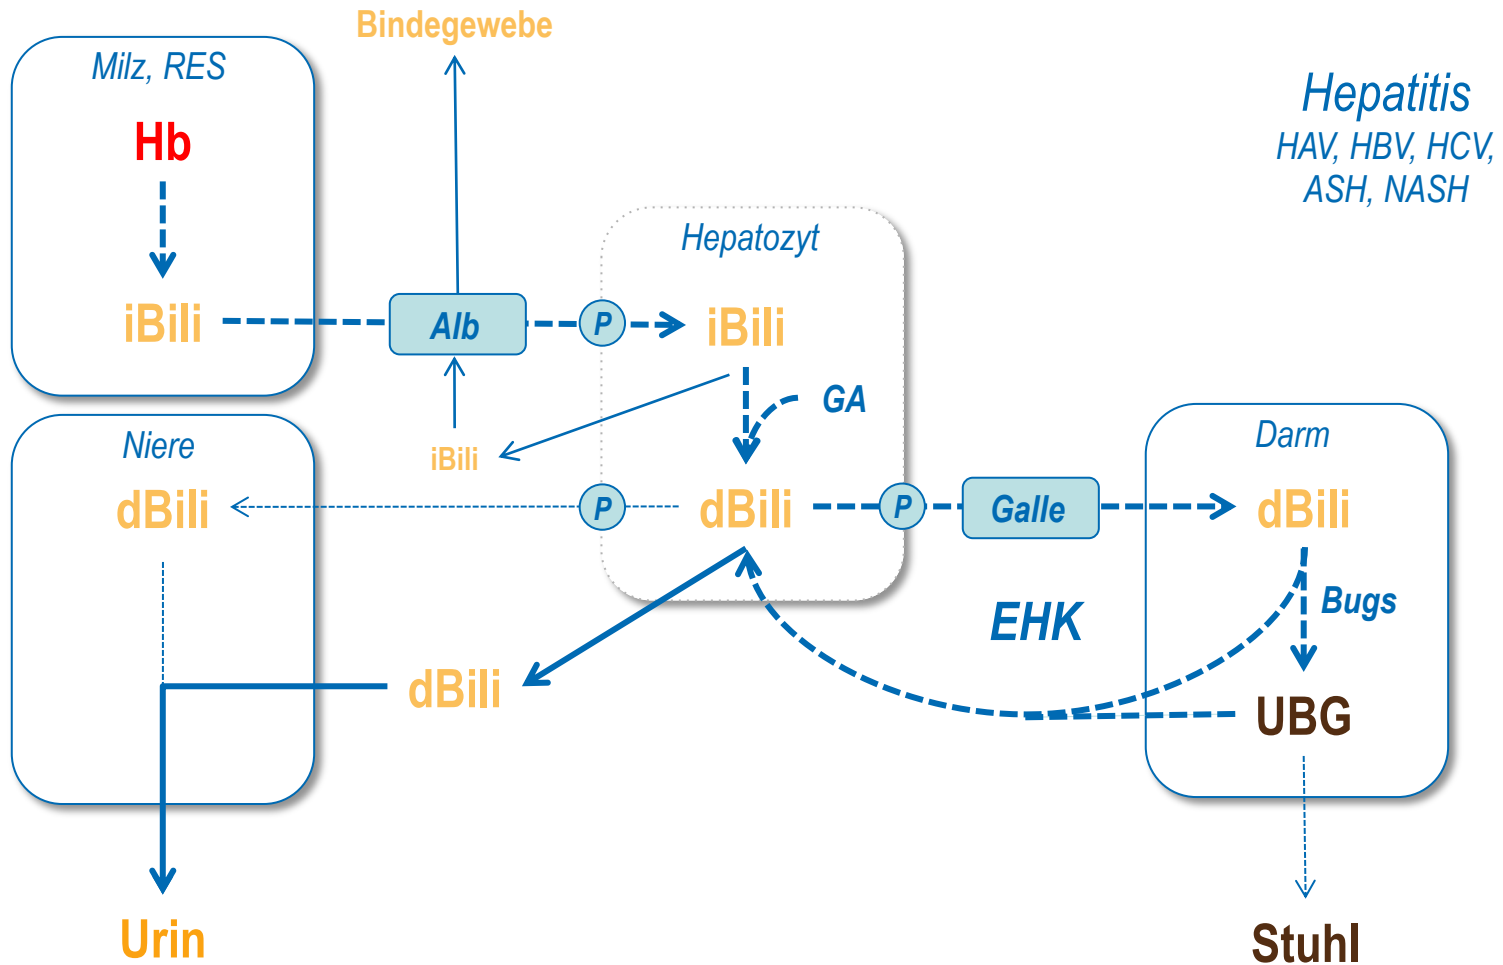 Bindegewebe
Milz, RES
Hb
iBili
Alb
P
Hepatozyt
iBili
GA
iBili
Hepatitis
HAV, HBV, HCV,
ASH, NASH
Niere
dBili
P
dBili
P
Galle
Darm
dBili
Bugs
EHK
dBili
UBG
Urin
Stuhl